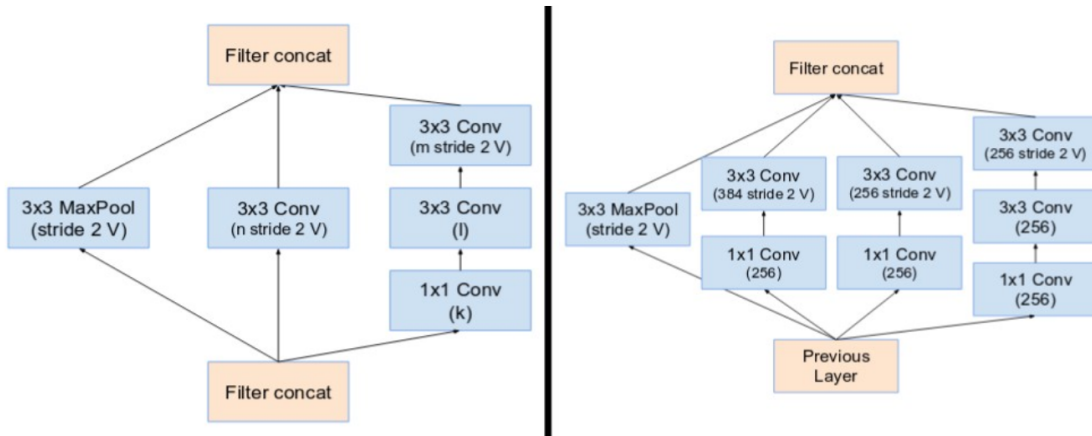 Filter concat
3x3 Conv
(m stride 2 V)
3x3 MaxPool
(stride 2 V)
3x3 Conv
(n stride 2 V)
3x3 Conv
(l)
1x1 Conv
(k)
Filter concat
Filter concat
3x3 Conv
(256 stride 2 V)
3x3 MaxPool
(stride 2 V)
3x3 Conv
(384 stride 2 V)
3x3 Conv
(256 stride 2 V)
3x3 Conv
(256)
1x1 Conv
(256)
1x1 Conv
(256)
1x1 Conv
(256)
Previous
Layer